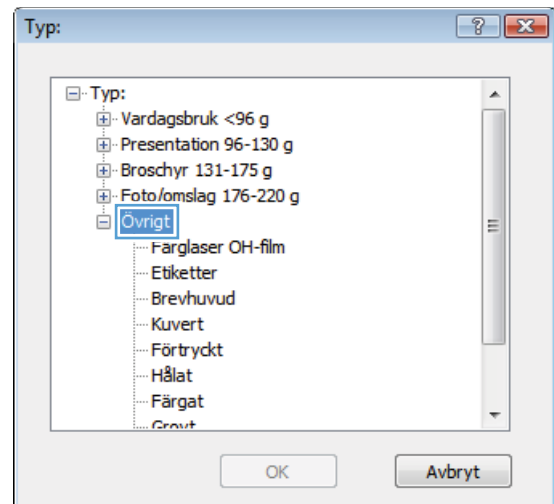 Typ:
Typ:
Vardagsbruk <96 g
Presentation 96-130 g
Broschyr 131-175 g
Foto/omslag 176-220 g
Övrigt
Färglaser OH-film
Etiketter
Brevhuvud
Kuvert
Förtryckt
Hålat
Färgat
Grovt
OK
Avbryt